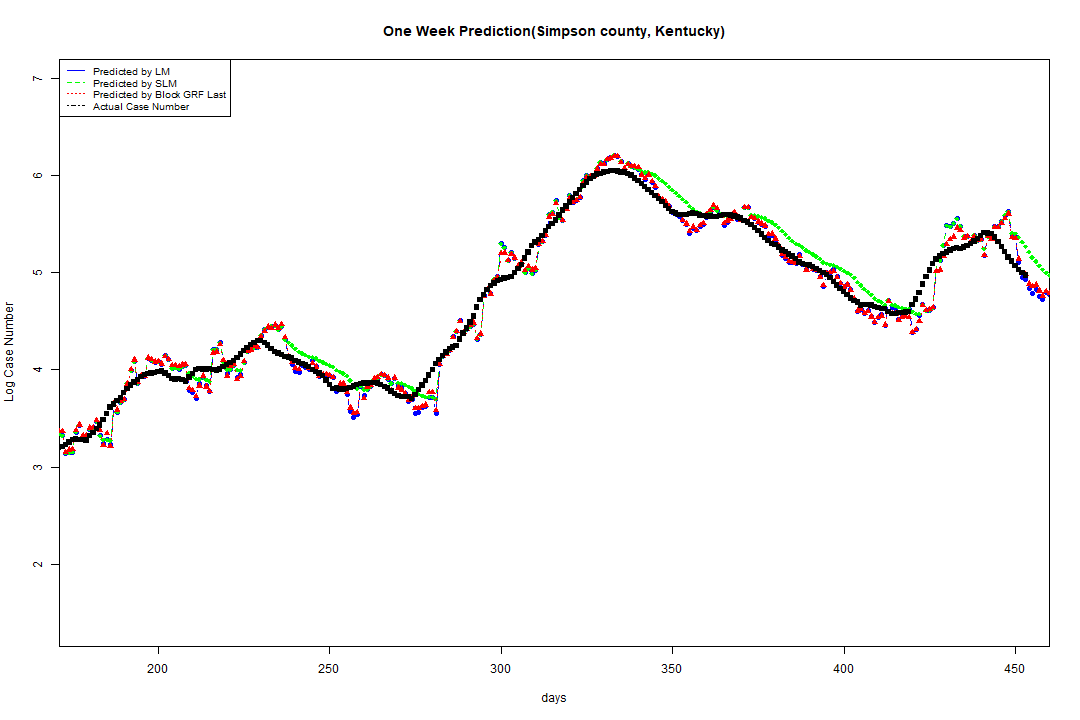 One Week Prediction(Simpson county, Kentucky)
Predicted by LM
Predicted by SLM
Predicted by Block GRF Last
Actual Case Number
7
6
5
4
3
2
Log Case Number
200 250 300 350 400 450
days